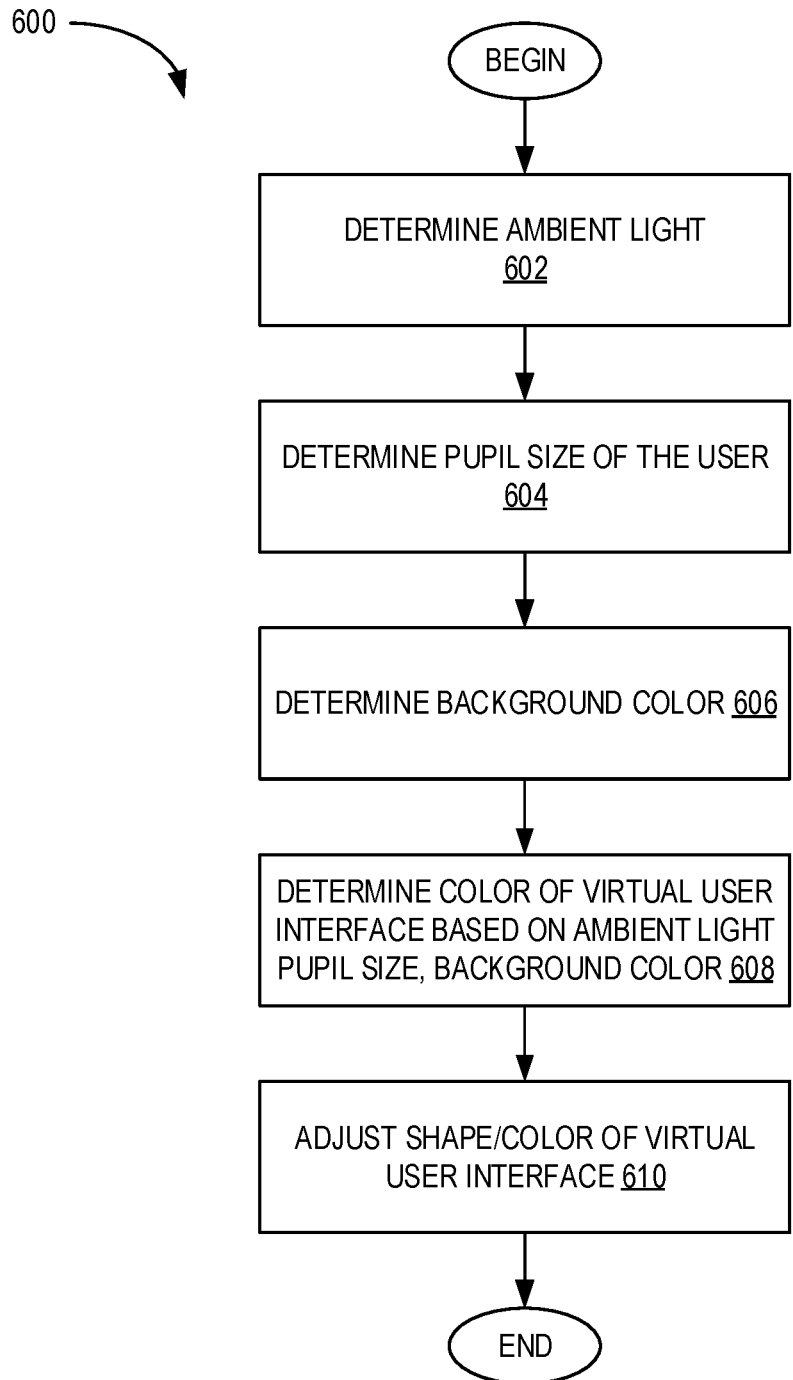 600
BEGIN
DETERMINE AMBIENT LIGHT
602
DETERMINE PUPIL SIZE OF THE USER
604
DETERMINE BACKGROUND COLOR 606
DETERMINE COLOR OF VIRTUAL USER
INTERFACE BASED ON AMBIENT LIGHT
PUPIL SIZE, BACKGROUND COLOR 608
ADJUST SHAPE/COLOR OF VIRTUAL
USER INTERFACE 610
END